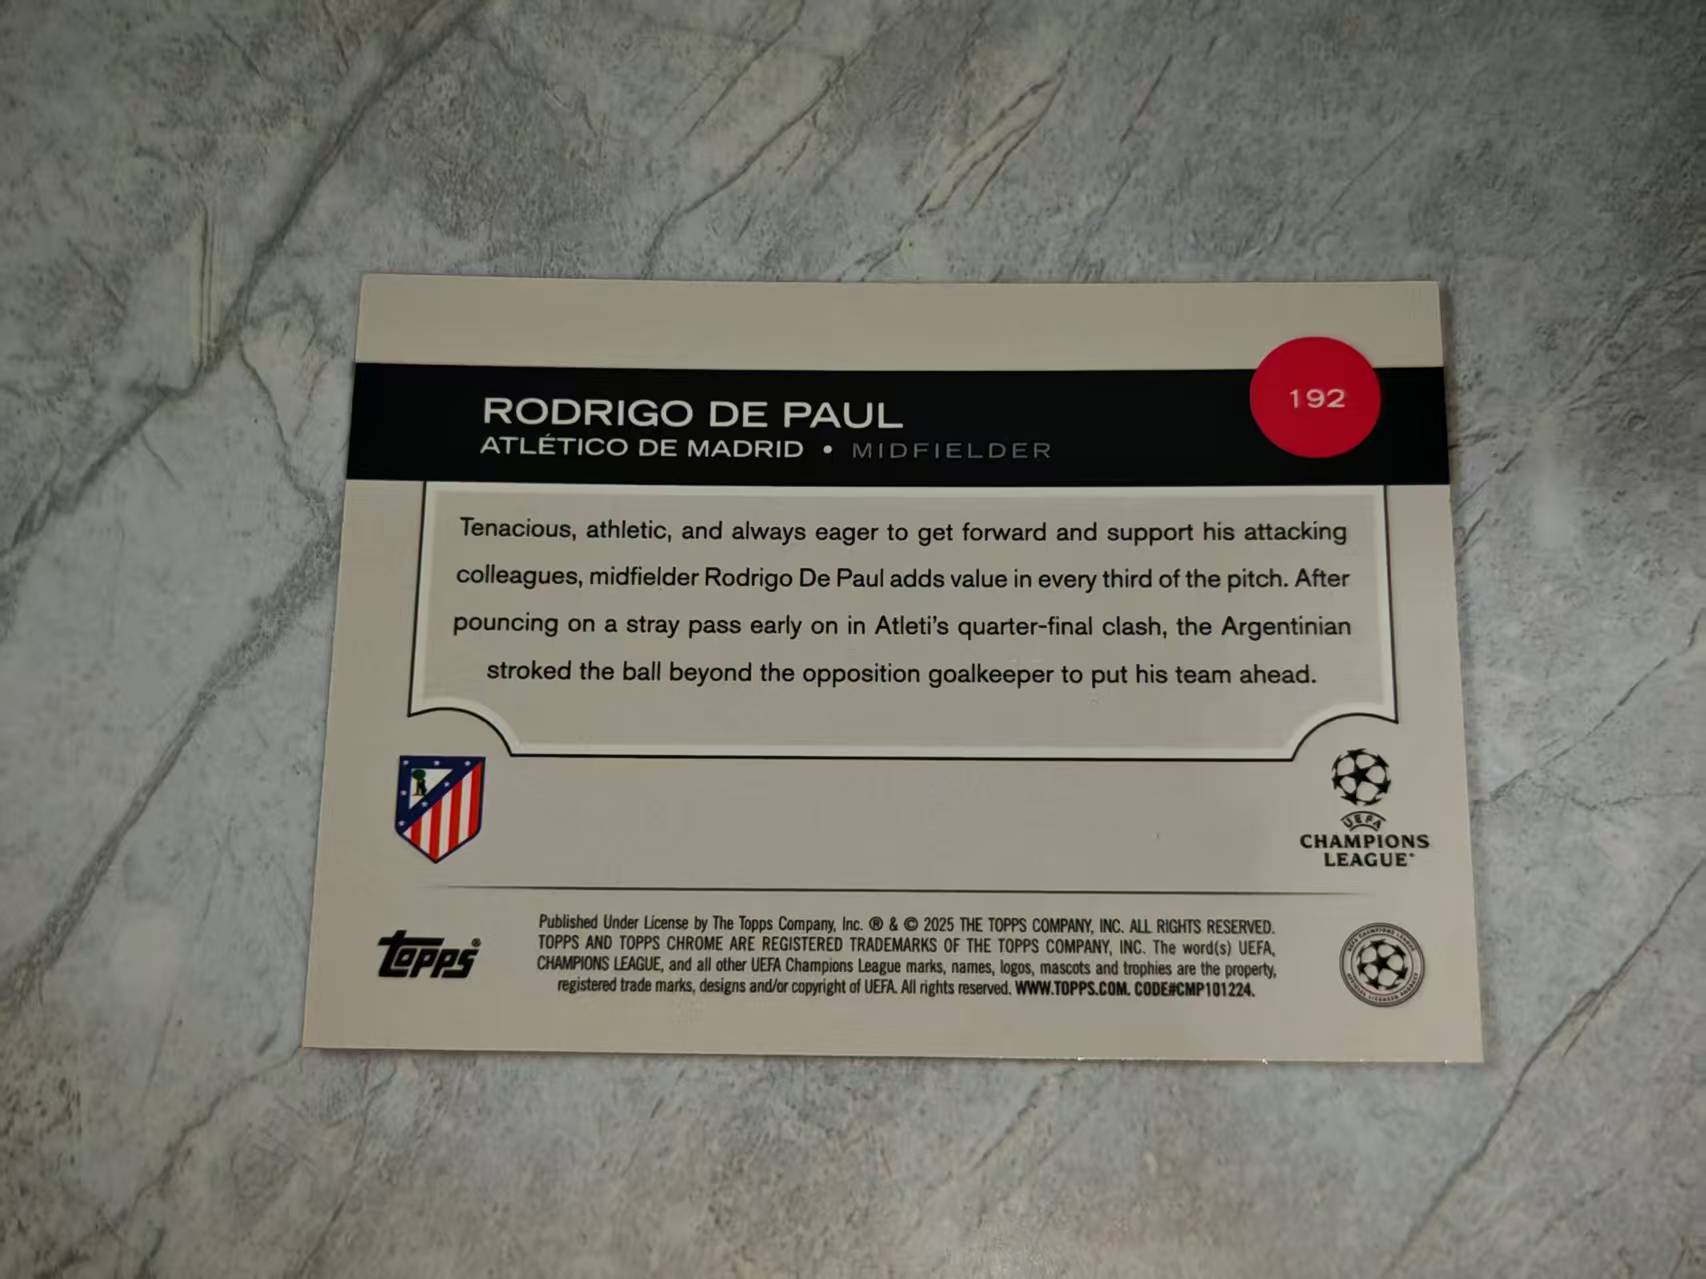 RODRIGO DE PAUL
192
ATLÉTICO DE MADRID • MIDFIELDER
Tenacious, athletic, and always eager to get forward and support his attacking
colleagues, midfielder Rodrigo De Paul adds value in every third of the pitch. After
pouncing on a stray pass early on in Atleti's quarter-final clash, the Argentinian
stroked the ball beyond the opposition goalkeeper to put his team ahead.
UEFA
CHAMPIONS
LEAGUE
topps®
Published Under License by The Topps Company, Inc. ® & © 2025 THE TOPPS COMPANY, INC. ALL RIGHTS RESERVED.
TOPPS AND TOPPS CHROME ARE REGISTERED TRADEMARKS OF THE TOPPS COMPANY, INC. The word(s) UEFA,
CHAMPIONS LEAGUE, and all other UEFA Champions League marks, names, logos, mascots and trophies are the property,
registered trade marks, designs and/or copyright of UEFA. All rights reserved. WWW.TOPPS.COM. CODE#CMP101224.
UEFA CHAMPIONS LEAGUE
OFFICIAL LICENSED PRODUCT